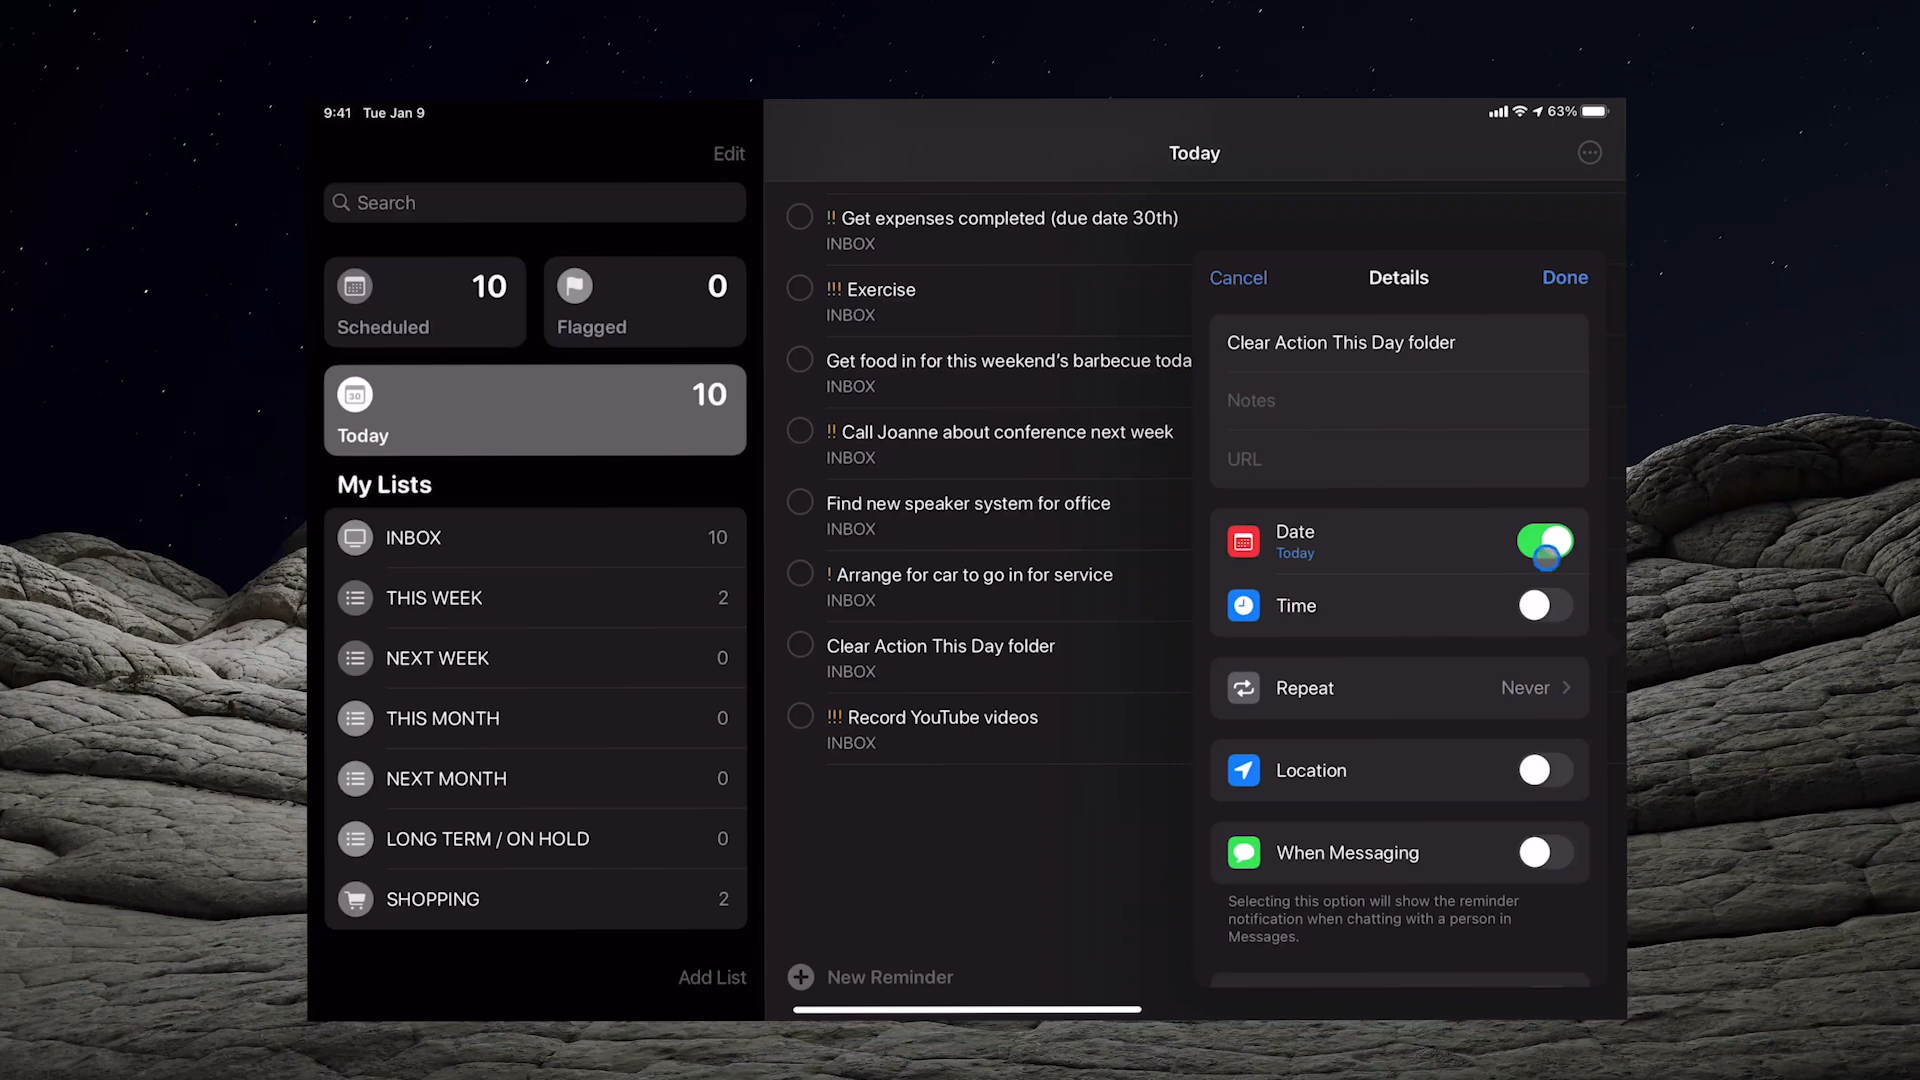 9:41 Tue Jan 9
63%
Edit
Search
10
Scheduled
0
Flagged
30
10
Today
My Lists
INBOX 10
THIS WEEK 2
NEXT WEEK 0
THIS MONTH 0
NEXT MONTH 0
LONG TERM / ON HOLD 0
SHOPPING 2
Add List
Today
!! Get expenses completed (due date 30th)
INBOX
!!! Exercise
INBOX
Get food in for this weekend's barbecue toda
INBOX
!! Call Joanne about conference next week
INBOX
Find new speaker system for office
INBOX
! Arrange for car to go in for service
INBOX
Clear Action This Day folder
INBOX
!!! Record YouTube videos
INBOX
New Reminder
Cancel Details Done
Clear Action This Day folder
Notes
URL
Date
Today
Time
Repeat Never
Location
When Messaging
Selecting this option will show the reminder
notification when chatting with a person in
Messages.